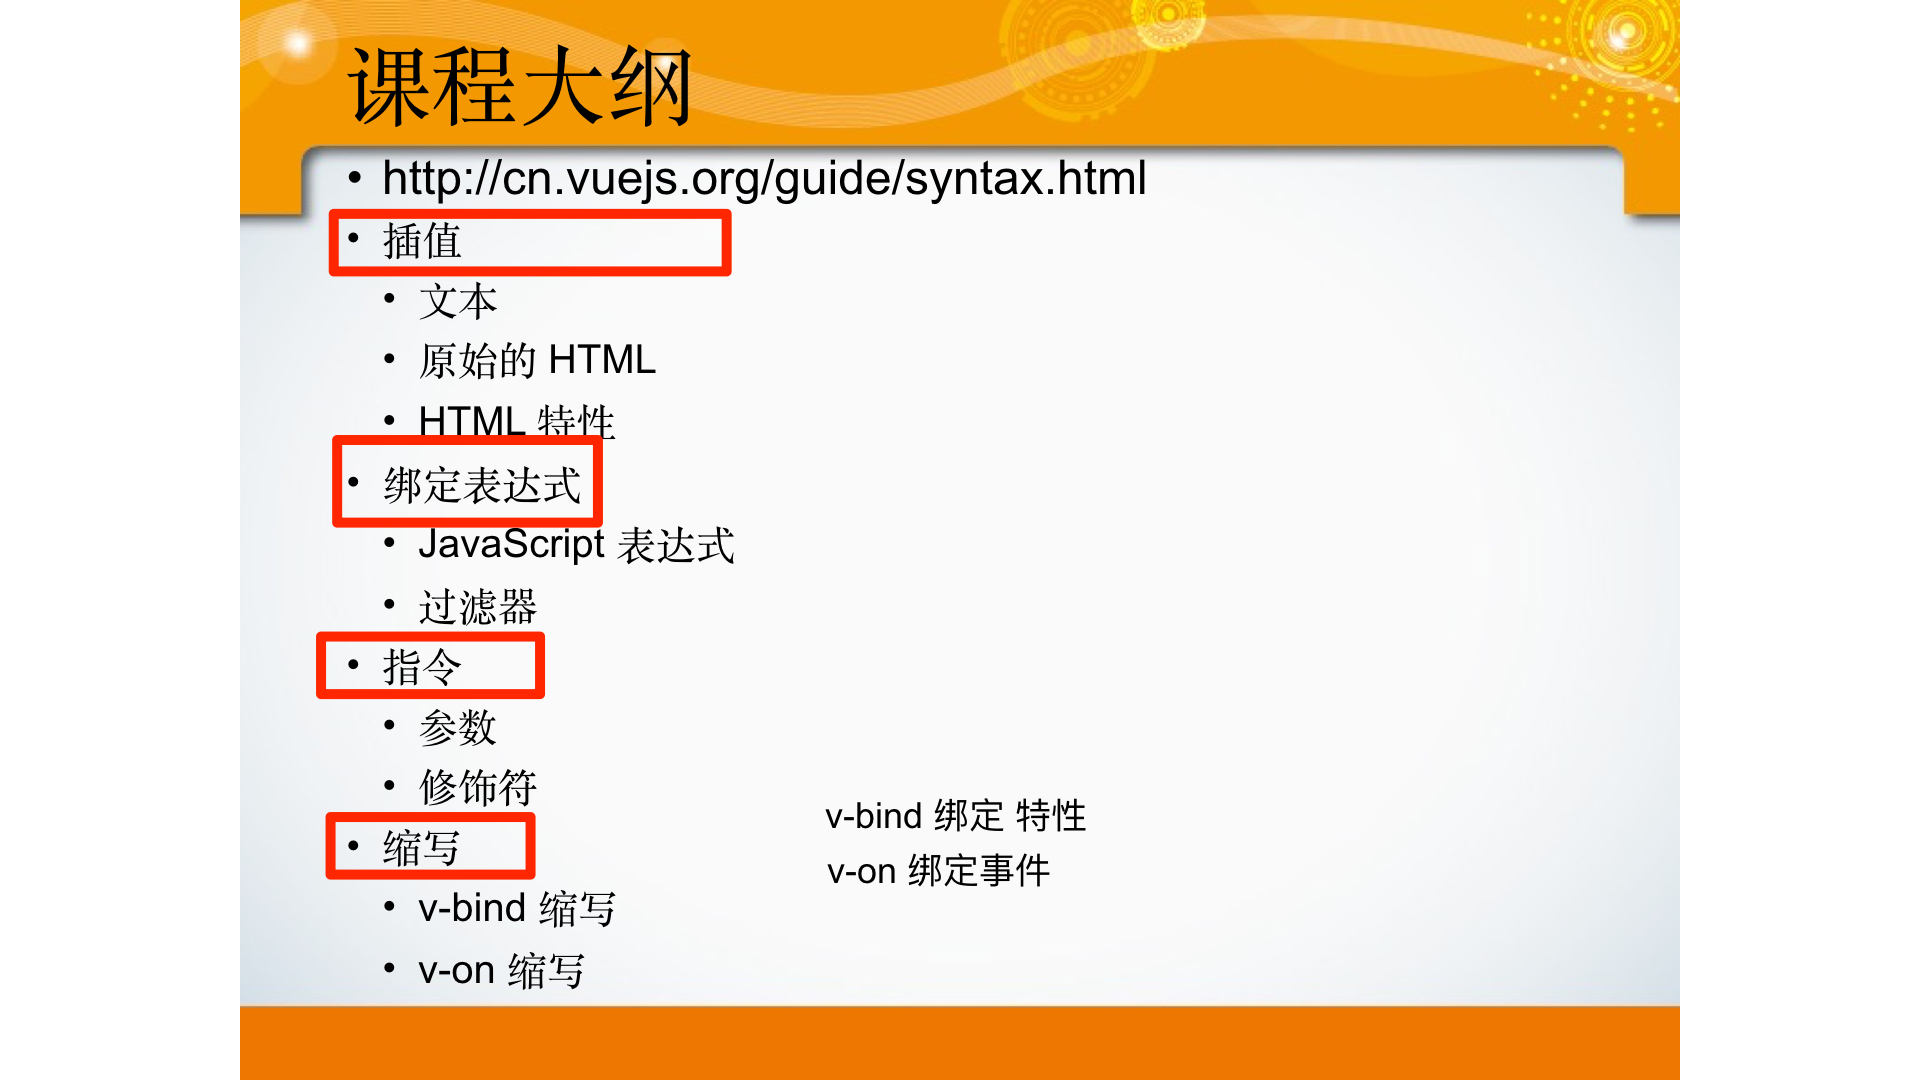 课程大纲
• http://cn.vuejs.org/guide/syntax.html
• 插值
• 文本
• 原始的 HTML
• HTML 特性
• 绑定表达式
• JavaScript 表达式
• 过滤器
• 指令
• 参数
• 修饰符
• 缩写
• v-bind 缩写
• v-on 缩写
v-bind 绑定 特性
v-on 绑定事件